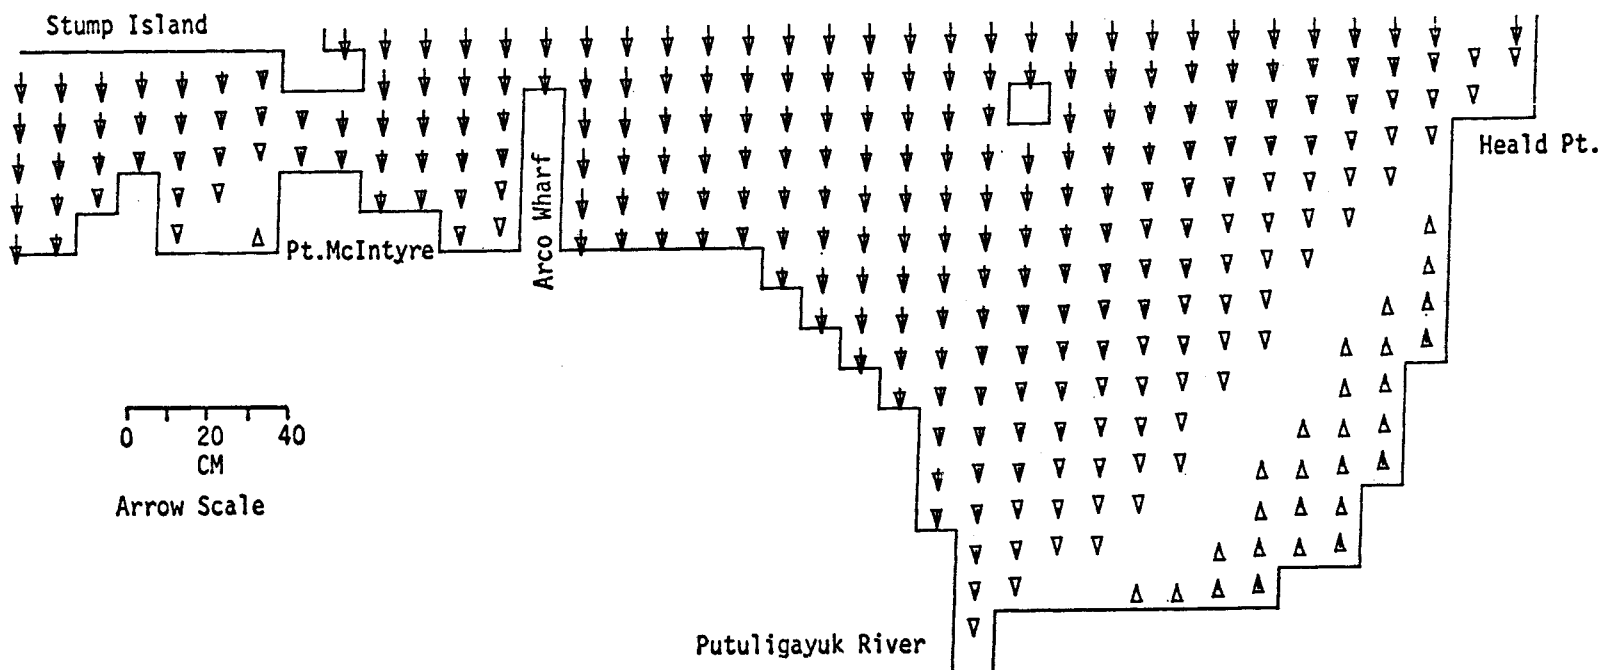 Stump Island
Heald Pt.
Arco Wharf
Pt.McIntyre
0 20 40
CM
Arrow Scale
Putuligayuk River